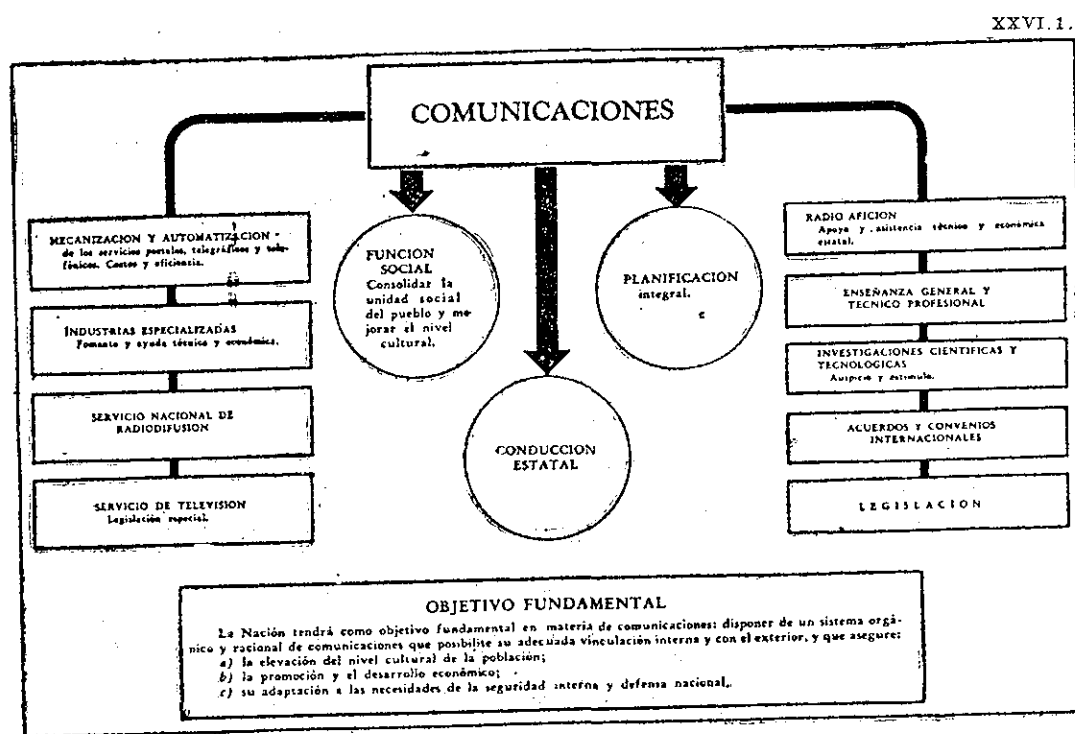 XXVI.1.
COMUNICACIONES
MECANIZACION Y AUTOMATIZACION
de los servicios postales, telegráficos y tele-
fónicos. Costos y eficiencia.
INDUSTRIAS ESPECIALIZADAS
Fomento y ayuda técnica y económica.
SERVICIO NACIONAL DE
RADIODIFUSION
SERVICIO DE TELEVISION
Legislación especial.
FUNCION
SOCIAL
Consolidar la
unidad social
del pueblo y me-
jorar el nivel
cultural.
CONDUCCION
ESTATAL
PLANIFICACION
integral.
RADIO AFICION
Apoyo y asistencia técnica y económica
estatal.
ENSEÑANZA GENERAL Y
TECNICO PROFESIONAL
INVESTIGACIONES CIENTIFICAS Y
TECNOLOGICAS
Auspicio y estímulo.
ACUERDOS Y CONVENIOS
INTERNACIONALES
LEGISLACION
OBJETIVO FUNDAMENTAL
La Nación tendrá como objetivo fundamental en materia de comunicaciones: disponer de un sistema orgá-
nico y racional de comunicaciones que posibilite su adecuada vinculación interna y con el exterior, y que asegure:
a) la elevación del nivel cultural de la población;
b) la promoción y el desarrollo económico;
c) su adaptación a las necesidades de la seguridad interna y defensa nacional.